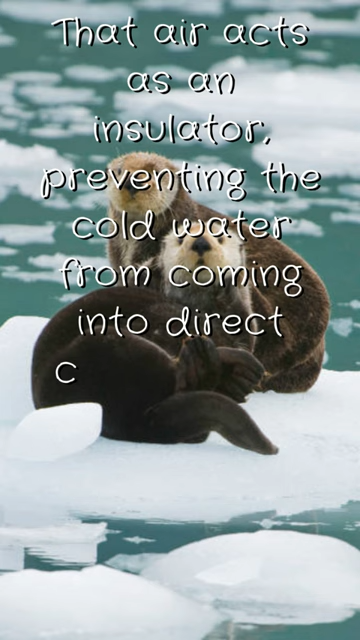 That air acts
as an
insulator,
preventing the
cold water
from coming
into direct
c